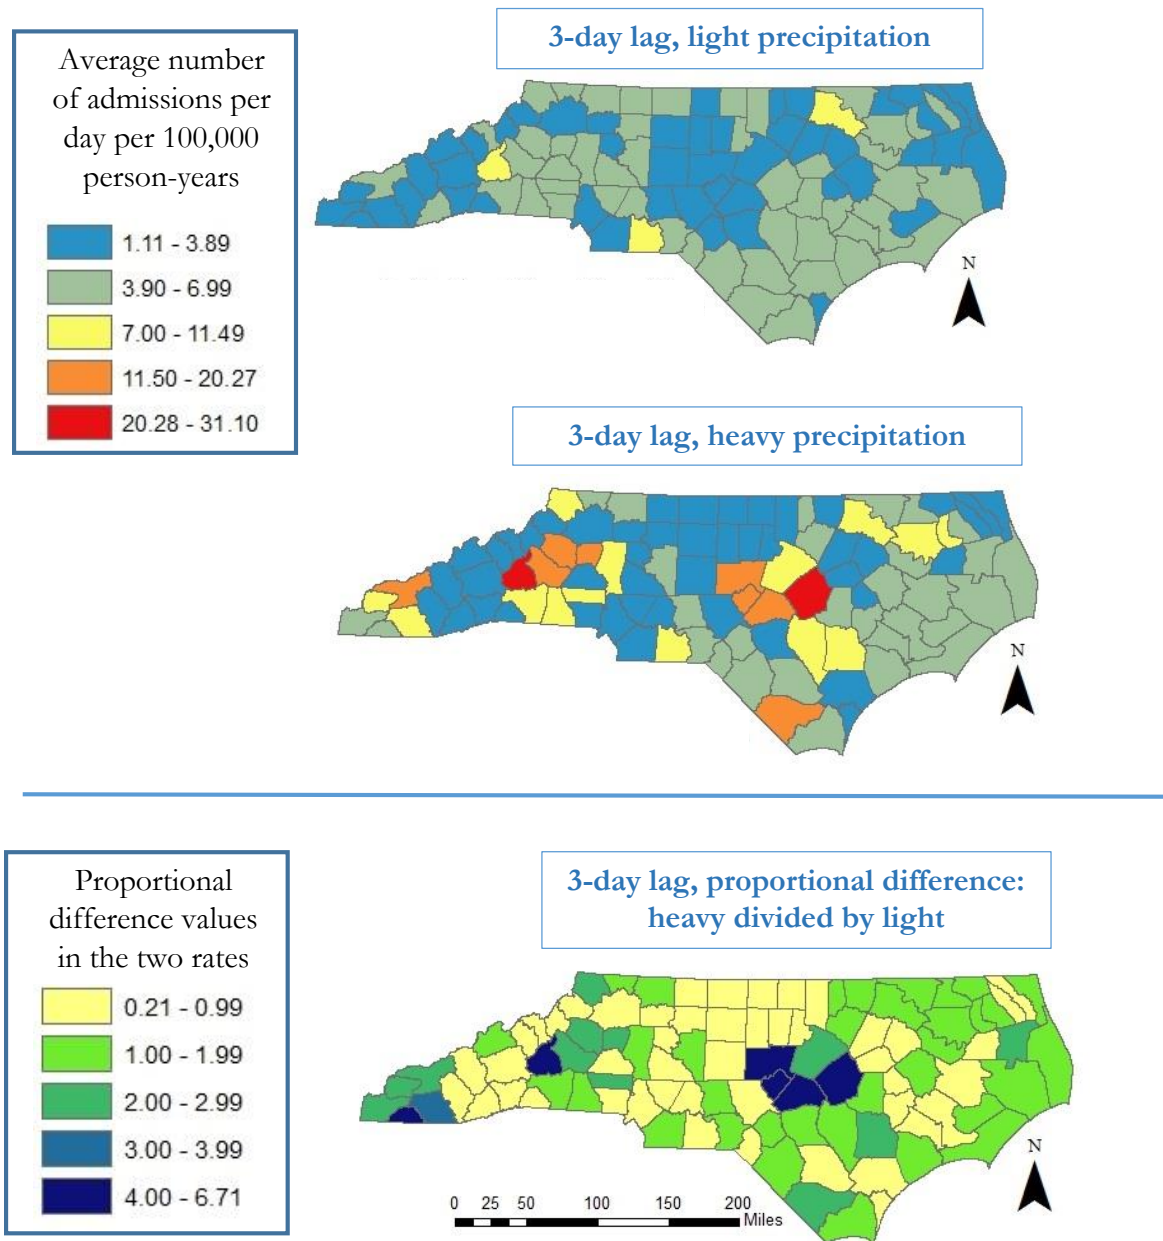 3-day lag, light precipitation
Average number
of admissions per
day per 100,000
person-years
1.11 - 3.89
3.90 - 6.99
7.00 - 11.49
11.50 - 20.27
20.28 - 31.10
N
3-day lag, heavy precipitation
N
Proportional
difference values
in the two rates
0.21 - 0.99
1.00 - 1.99
2.00 - 2.99
3.00 - 3.99
4.00 - 6.71
3-day lag, proportional difference:
heavy divided by light
N
0 25 50 100 150 200
Miles